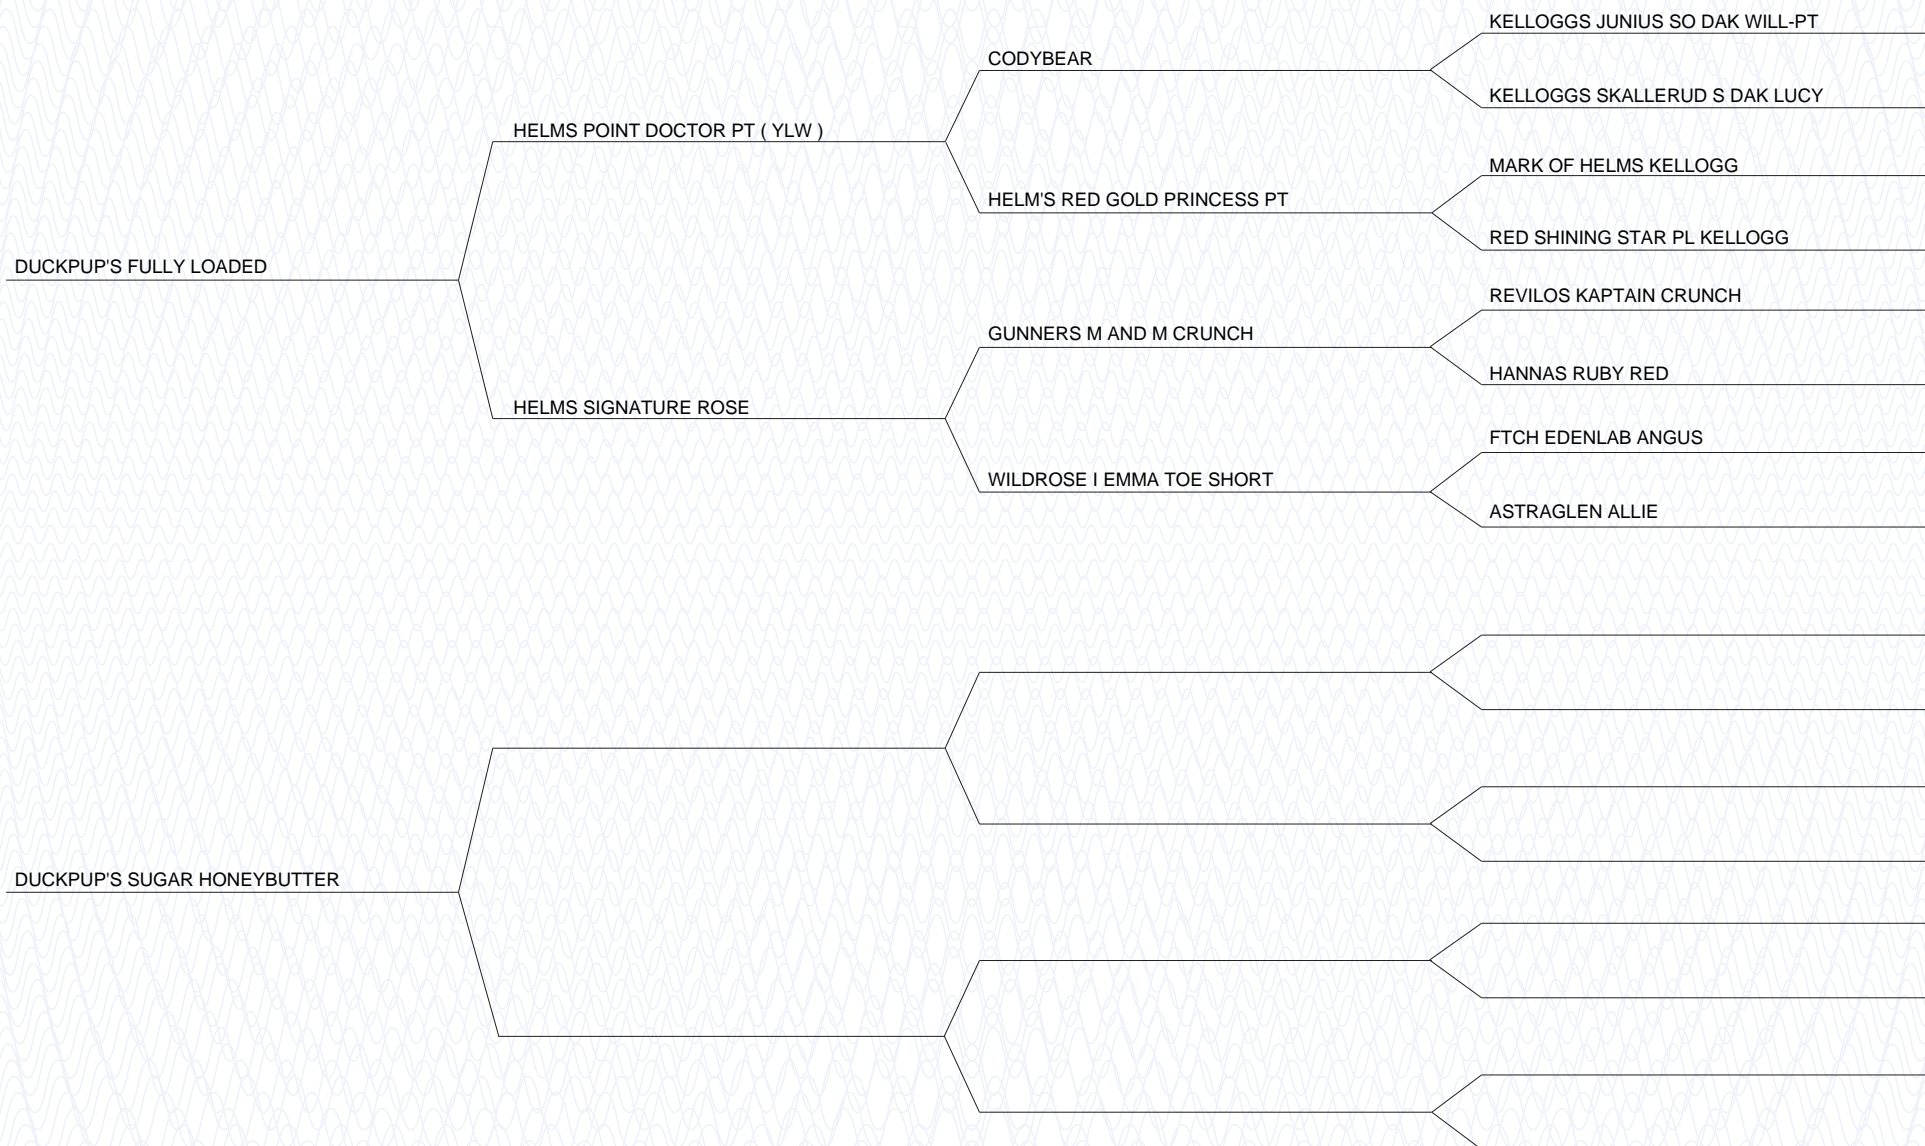 KELLOGGS JUNIUS SO DAK WILL-PT
CODYBEAR
KELLOGGS SKALLERUD S DAK LUCY
HELMS POINT DOCTOR PT ( YLW )
MARK OF HELMS KELLOGG
HELM'S RED GOLD PRINCESS PT
RED SHINING STAR PL KELLOGG
DUCKPUP'S FULLY LOADED
REVILOS KAPTAIN CRUNCH
GUNNERS M AND M CRUNCH
HANNAS RUBY RED
HELMS SIGNATURE ROSE
FTCH EDENLAB ANGUS
WILDROSE I EMMA TOE SHORT
ASTRAGLEN ALLIE
DUCKPUP'S SUGAR HONEYBUTTER